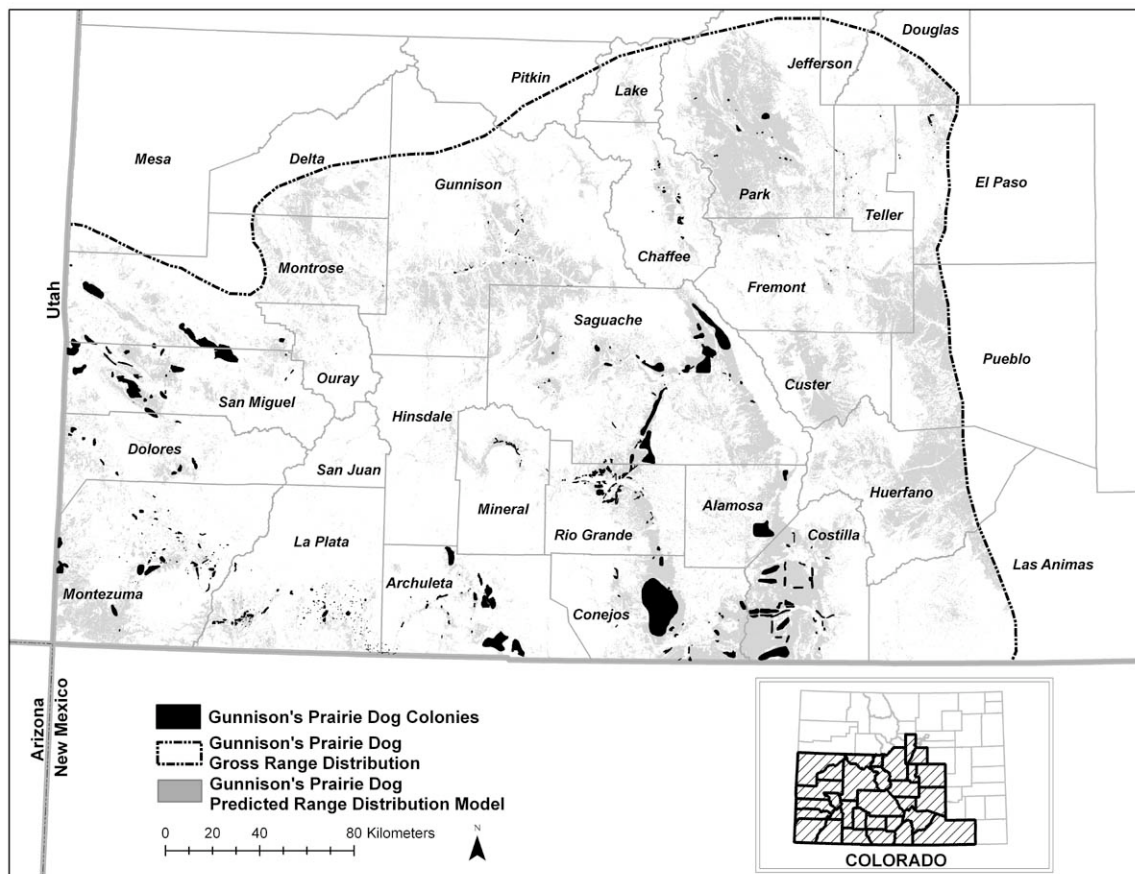 Douglas
Jefferson
Pitkin
Lake
Mesa
Delta
Gunnison
El Paso
Park
Teller
Chaffee
Montrose
Fremont
Utah
Saguache
Pueblo
Ouray
Custer
San Miguel
Hinsdale
Dolores
San Juan
Huerfano
Mineral
Alamosa
Rio Grande
Costilla
La Plata
Las Animas
Archuleta
Montezuma
Conejos
Arizona
New Mexico
Gunnison's Prairie Dog Colonies
Gunnison's Prairie Dog
Gross Range Distribution
Gunnison's Prairie Dog
Predicted Range Distribution Model
0 20 40 80 Kilometers
N
COLORADO